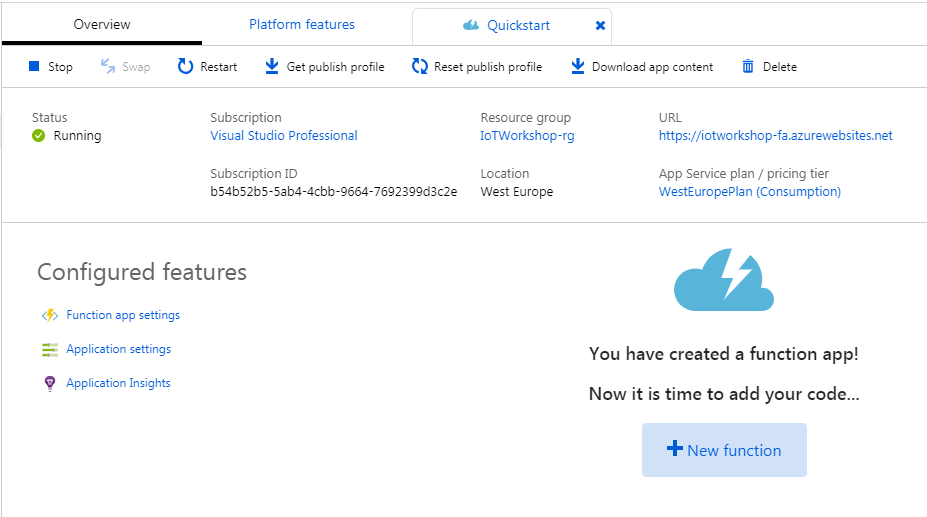 Overview Platform features Quickstart
Stop Swap Restart Get publish profile Reset publish profile Download app content Delete
Status Subscription Resource group URL
Running Visual Studio Professional IoTWorkshop-rg https://iotworkshop-fa.azurewebsites.net
Subscription ID Location App Service plan / pricing tier
b54b52b5-5ab4-4cbb-9664-7692399d3c2e West Europe WestEuropePlan (Consumption)
Configured features
Function app settings
Application settings
Application Insights
You have created a function app!
Now it is time to add your code...
New function